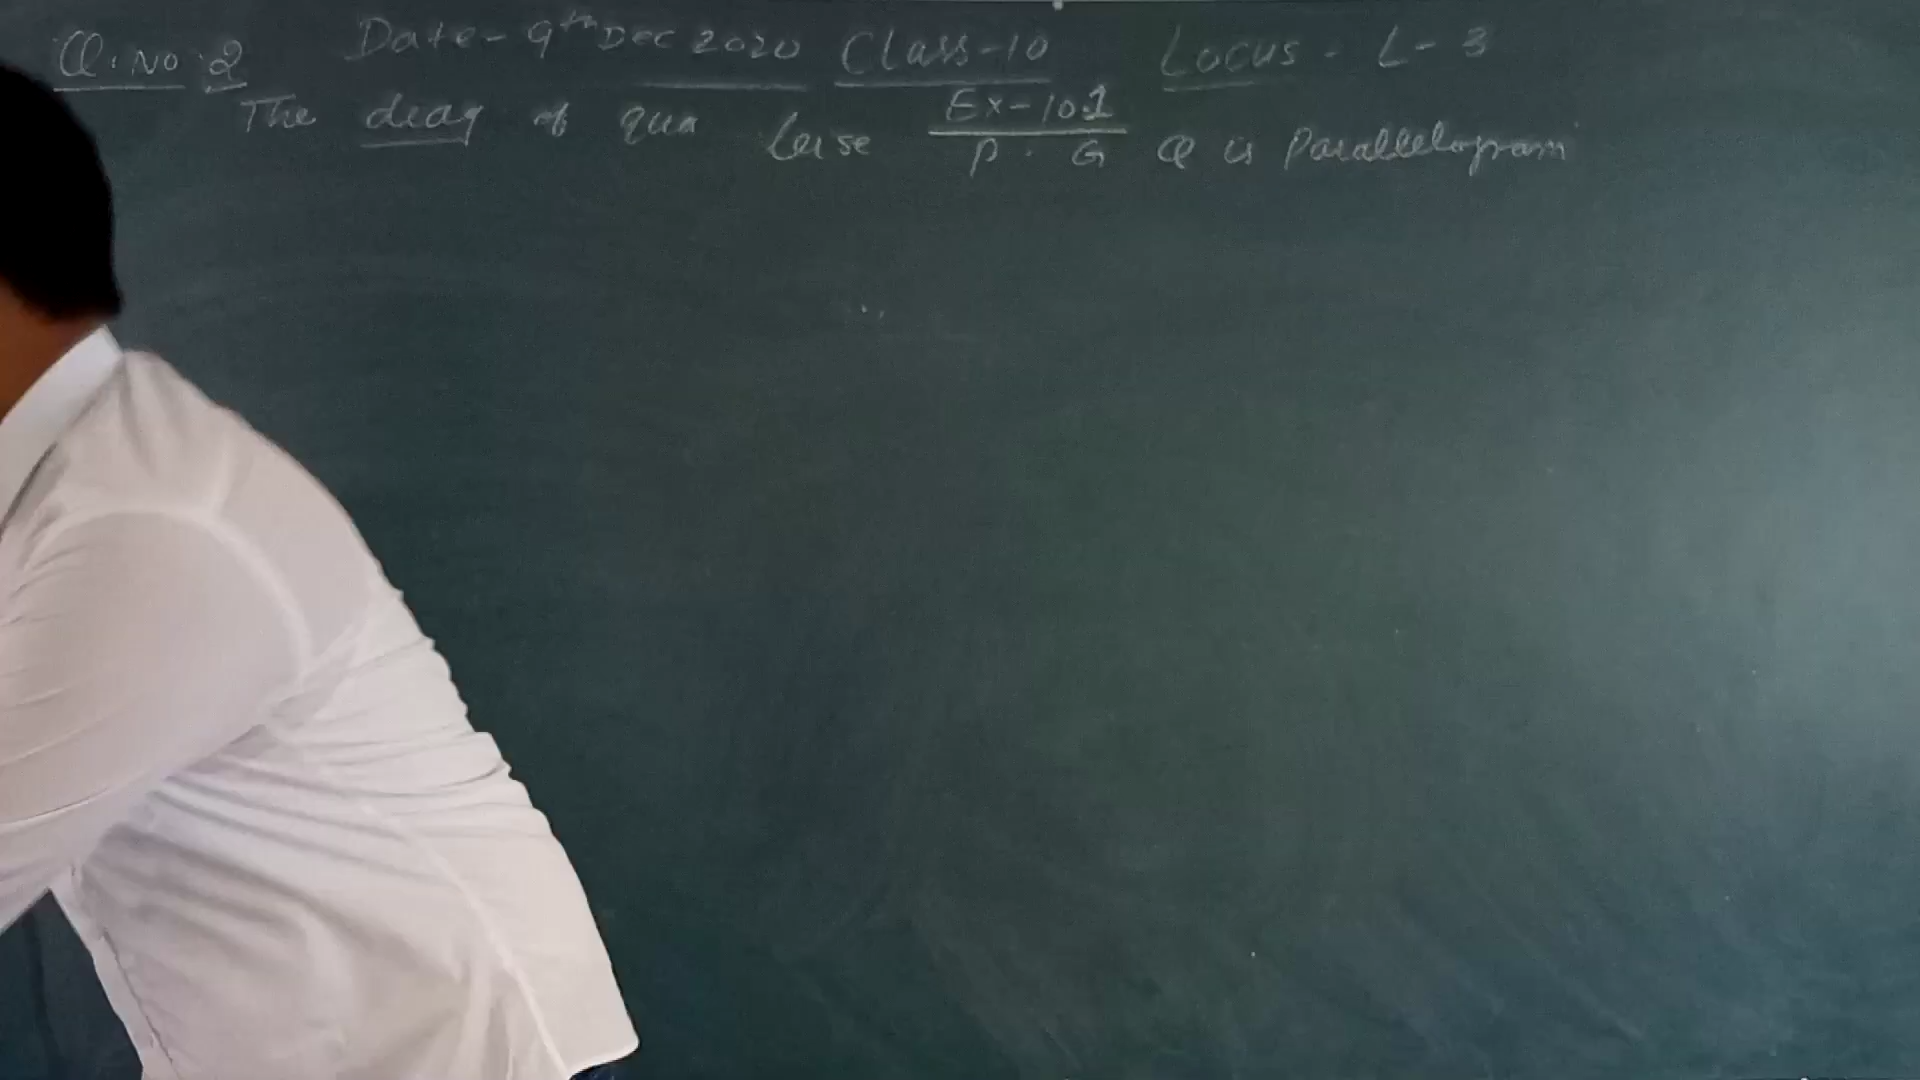 Q. No. 2 Date - 9th Dec 2020 Class-10 Locus - L - 3
Ex-10.1
The diag of qua P. G Q is Parallelogram